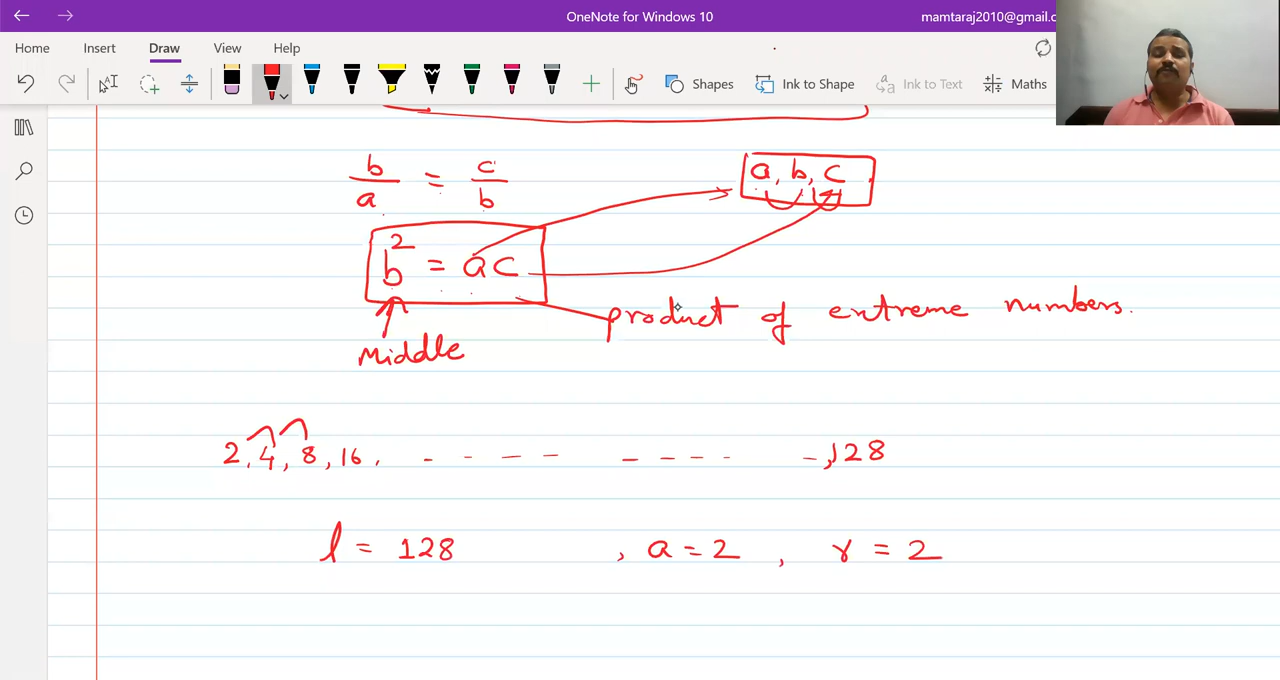 OneNote for Windows 10
mamtaraj2010@gmail.c
Home Insert Draw View Help
Shapes Ink to Shape Ink to Text Maths
b/a = c/b
a, b, c
b² = ac
product of extreme numbers.
Middle
2, 4, 8, 16, - - - - - - - - -, 128
l = 128 , a = 2 , r = 2